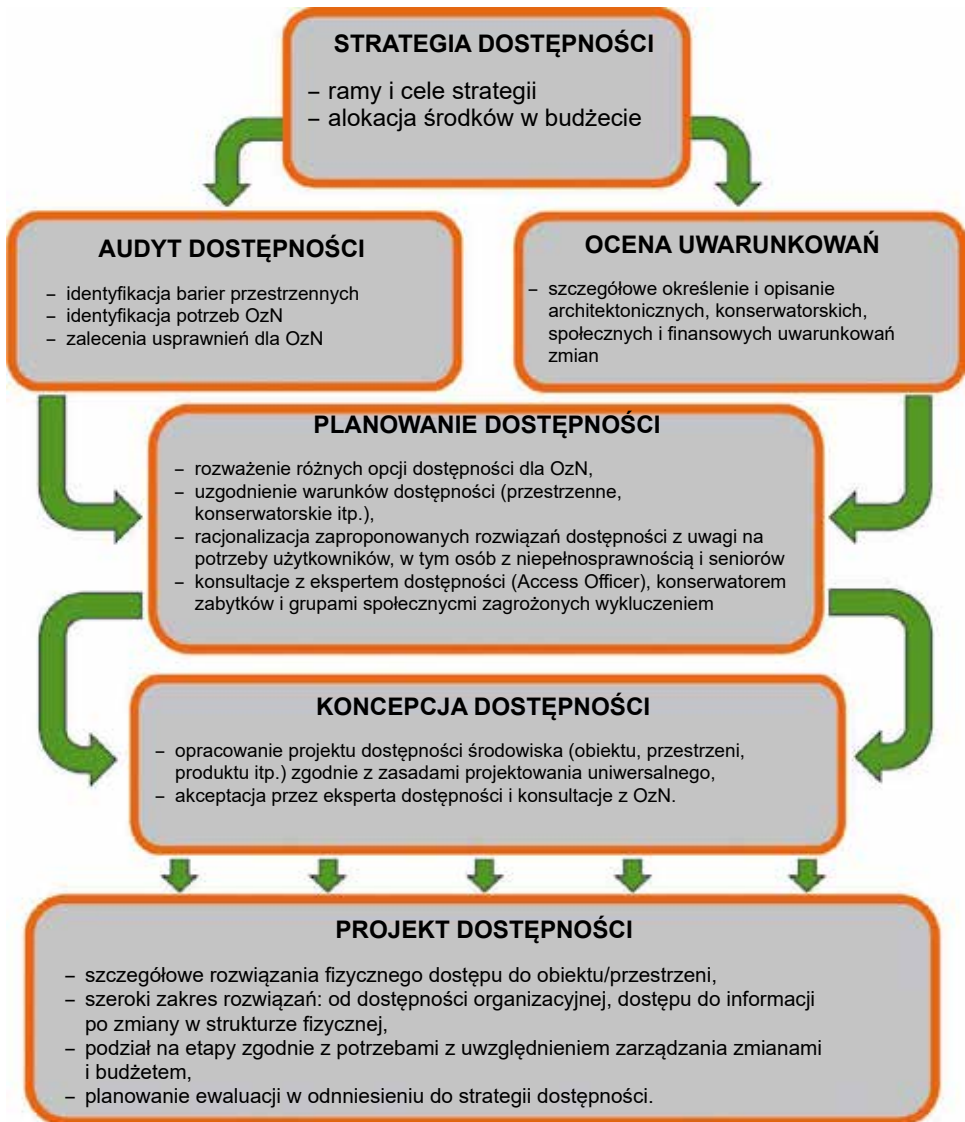 STRATEGIA DOSTĘPNOŚCI
– ramy i cele strategii
– alokacja środków w budżecie
AUDYT DOSTĘPNOŚCI
– identyfikacja barier przestrzennych
– identyfikacja potrzeb OzN
– zalecenia usprawnień dla OzN
OCENA UWARUNKOWAŃ
– szczegółowe określenie i opisanie
architektonicznych, konserwatorskich,
społecznych i finansowych uwarunkowań
zmian
PLANOWANIE DOSTĘPNOŚCI
– rozważenie różnych opcji dostępności dla OzN,
– uzgodnienie warunków dostępności (przestrzenne,
konserwatorskie itp.),
– racjonalizacja zaproponowanych rozwiązań dostępności z uwagi na
potrzeby użytkowników, w tym osób z niepełnosprawnością i seniorów
– konsultacje z ekspertem dostępności (Access Officer), konserwatorem
zabytków i grupami społecznycmi zagrożonych wykluczeniem
KONCEPCJA DOSTĘPNOŚCI
– opracowanie projektu dostępności środowiska (obiektu, przestrzeni,
produktu itp.) zgodnie z zasadami projektowania uniwersalnego,
– akceptacja przez eksperta dostępności i konsultacje z OzN.
PROJEKT DOSTĘPNOŚCI
– szczegółowe rozwiązania fizycznego dostępu do obiektu/przestrzeni,
– szeroki zakres rozwiązań: od dostępności organizacyjnej, dostępu do informacji
po zmiany w strukturze fizycznej,
– podział na etapy zgodnie z potrzebami z uwzględnieniem zarządzania zmianami
i budżetem,
– planowanie ewaluacji w odnniesieniu do strategii dostępności.